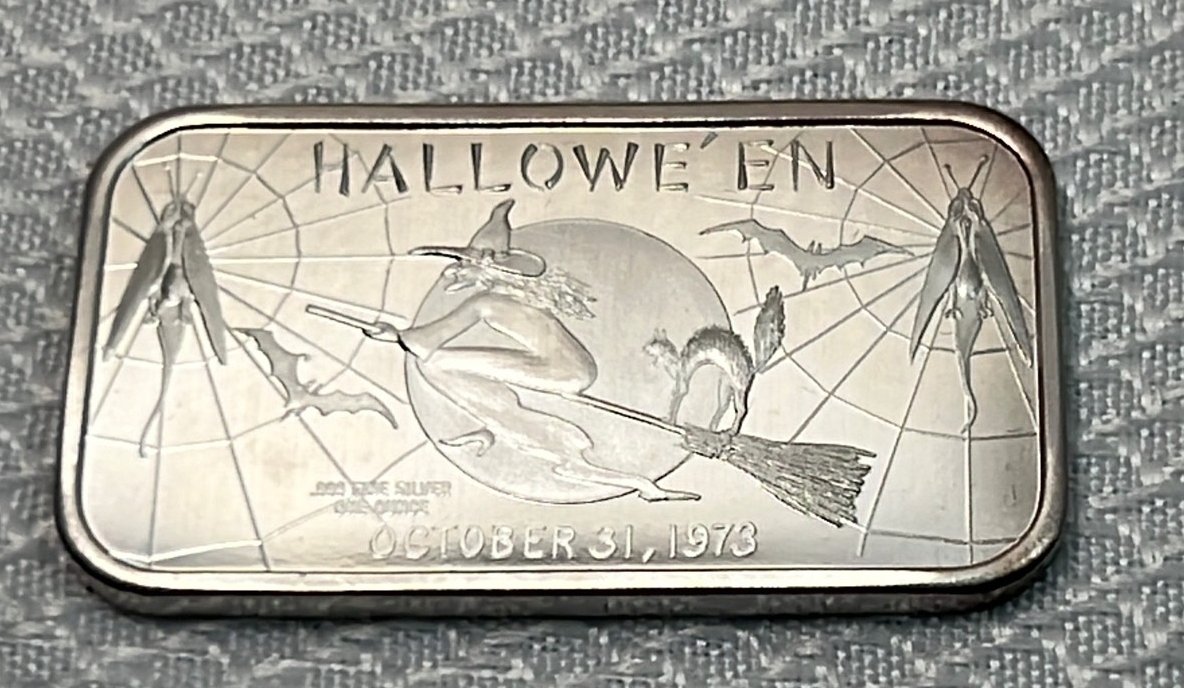 HALLOWE'EN
.999 FINE SILVER
ONE OUNCE
OCTOBER 31, 1973